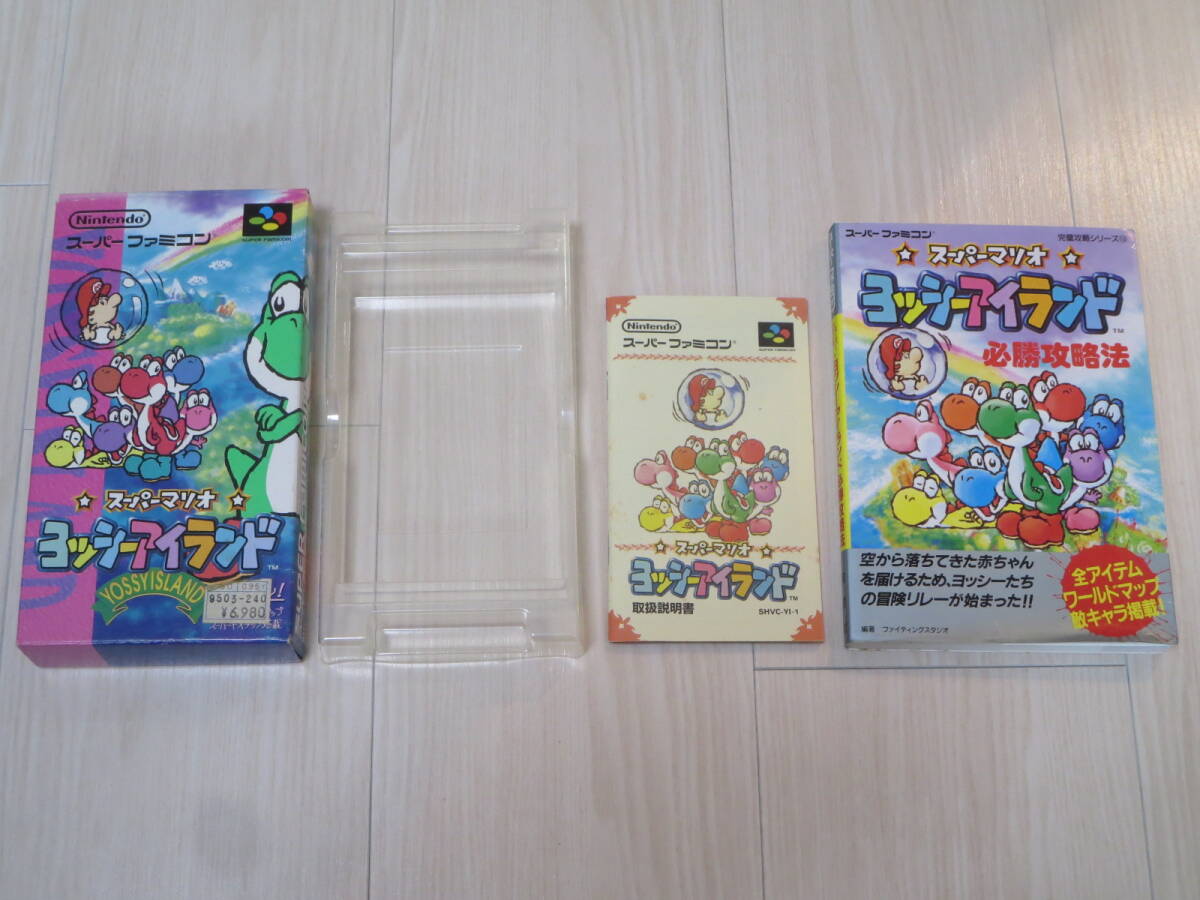 Nintendo
スーパーファミコン
SUPER FAMICOM
スーパーマリオ
ヨッシーアイランド
TM
YOSSY ISLAND
9503-240
¥6,980
Nintendo
スーパーファミコン
SUPER FAMICOM
スーパーマリオ
ヨッシーアイランド
TM
取扱説明書
SHVC-YI-1
スーパーファミコン
完璧攻略シリーズ
スーパーマリオ
ヨッシーアイランド
TM
必勝攻略法
空から落ちてきた赤ちゃん
を届けるため、ヨッシーたち
の冒険リレーが始まった!!
全アイテム
ワールドマップ
敵キャラ掲載!
編著 ファイティングスタジオ